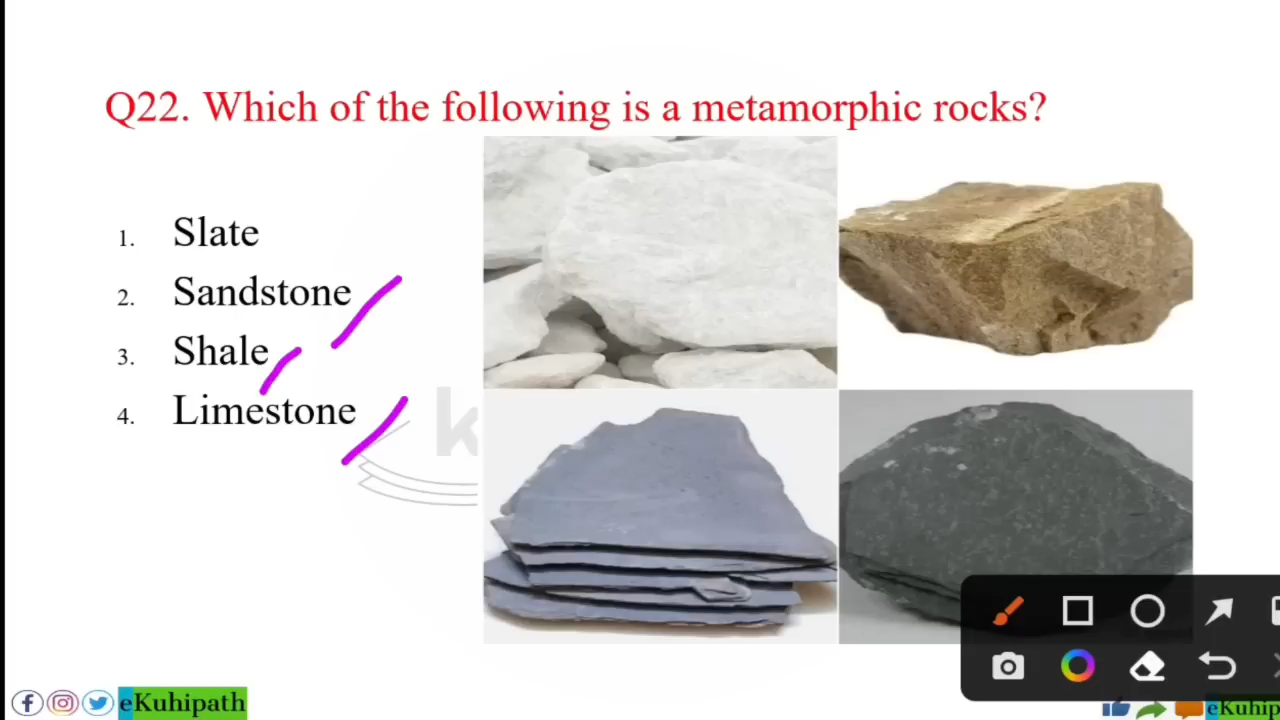 Q22. Which of the following is a metamorphic rocks?
1. Slate
2. Sandstone
3. Shale
4. Limestone
k
eKuhipath
eKuhip